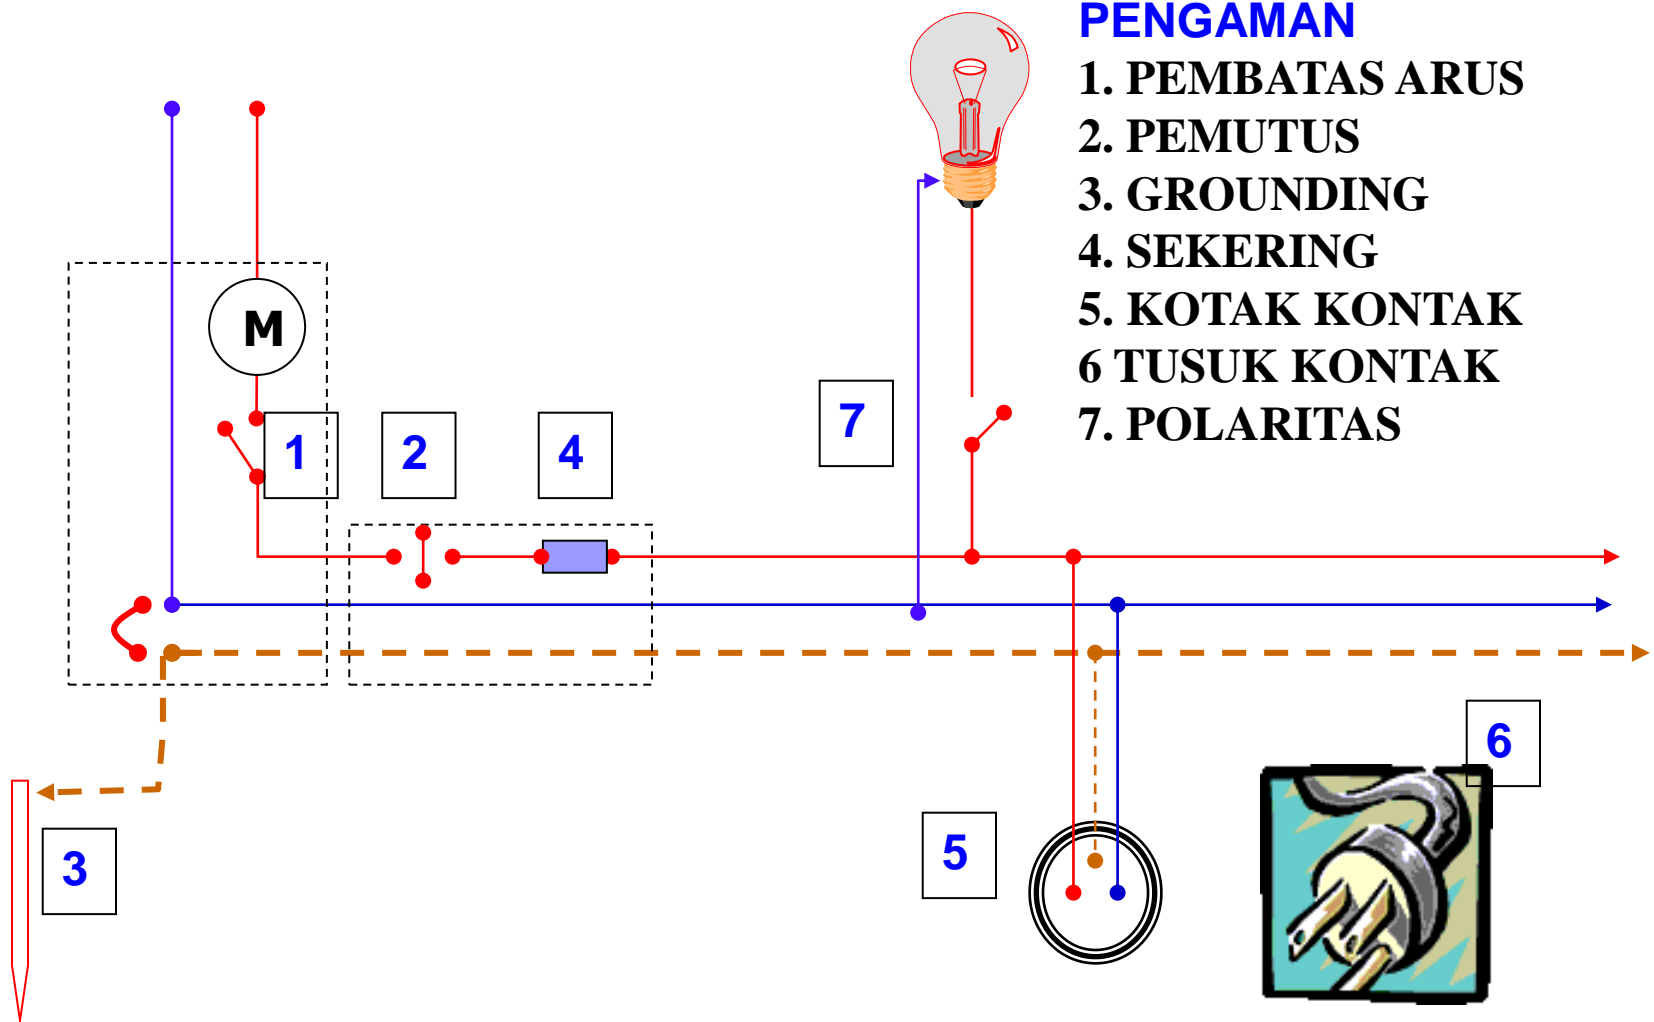 PENGAMAN
1. PEMBATAS ARUS
2. PEMUTUS
3. GROUNDING
4. SEKERING
5. KOTAK KONTAK
6 TUSUK KONTAK
7. POLARITAS
M
1
2
4
7
6
5
3